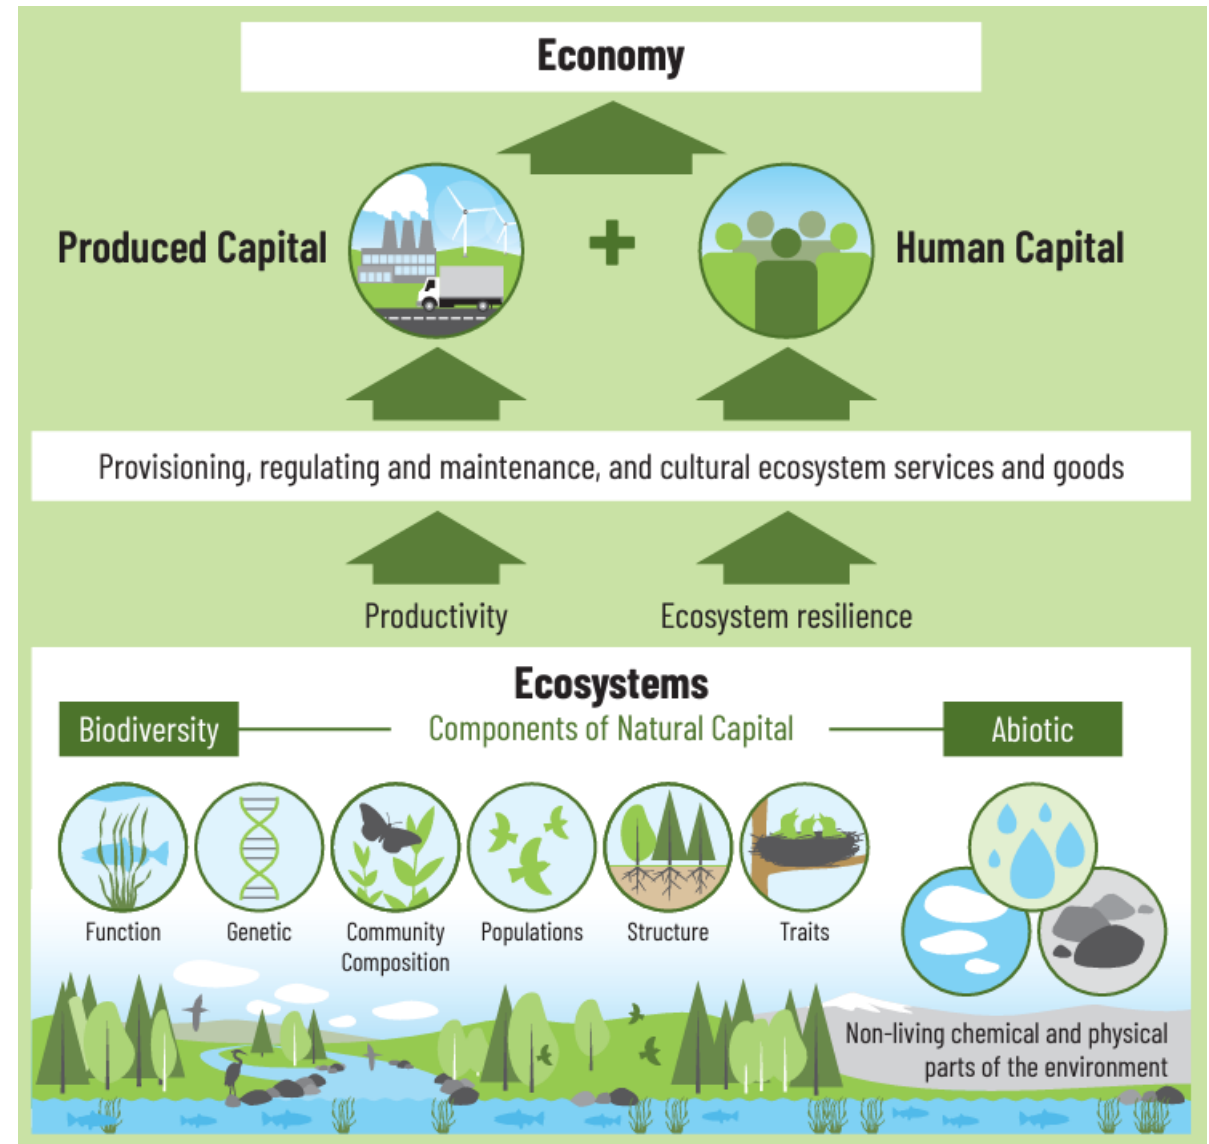 Economy
Produced Capital
+
Human Capital
Provisioning, regulating and maintenance, and cultural ecosystem services and goods
Productivity
Ecosystem resilience
Ecosystems
Biodiversity
Components of Natural Capital
Abiotic
Function
Genetic
Community
Composition
Populations
Structure
Traits
Non-living chemical and physical
parts of the environment